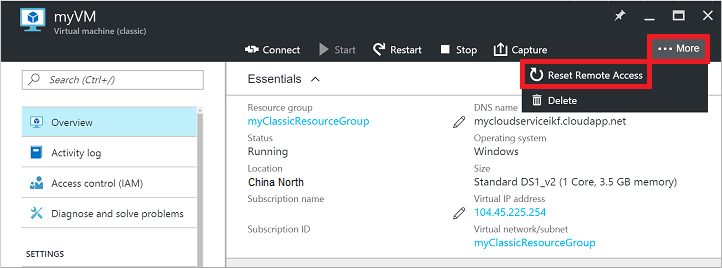 myVM
Virtual machine (classic)
Connect Start Restart Stop Capture ... More
Reset Remote Access
Delete
Search (Ctrl+/)
Overview
Activity log
Access control (IAM)
Diagnose and solve problems
SETTINGS
Essentials
Resource group
myClassicResourceGroup
Status
Running
Location
China North
Subscription name
Subscription ID
DNS name
mycloudserviceikf.cloudapp.net
Operating system
Windows
Size
Standard DS1_v2 (1 Core, 3.5 GB memory)
Virtual IP address
104.45.225.254
Virtual network/subnet
myClassicResourceGroup